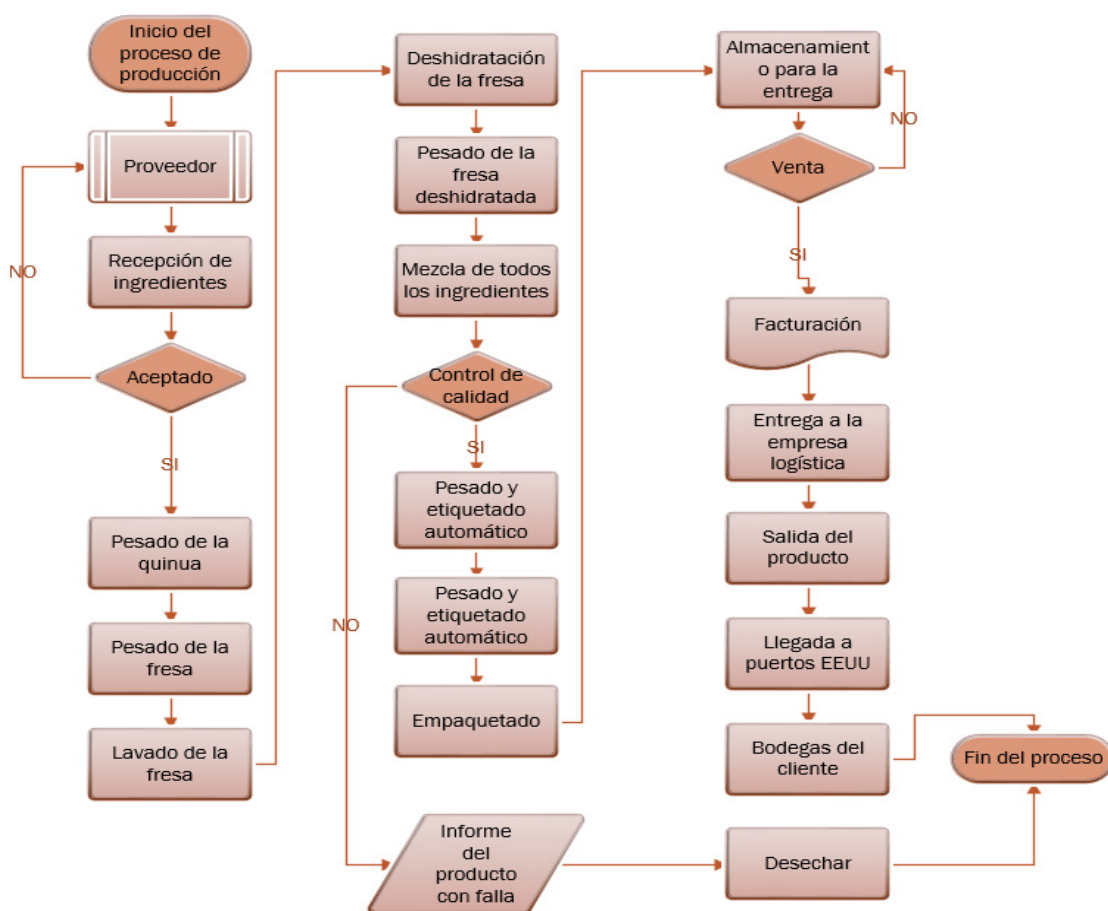 Inicio del
proceso de
producción
Proveedor
NO
Recepción de
ingredientes
Aceptado
SI
Pesado de la
quinua
Pesado de la
fresa
Lavado de la
fresa
Deshidratación
de la fresa
Pesado de la
fresa
deshidratada
Mezcla de todos
los ingredientes
Control de
calidad
SI
NO
Pesado y
etiquetado
automático
Pesado y
etiquetado
automático
Empaquetado
Informe
del
producto
con falla
Almacenamient
o para la
entrega
NO
Venta
SI
Facturación
Entrega a la
empresa
logística
Salida del
producto
Llegada a
puertos EEUU
Bodegas del
cliente
Fin del proceso
Desechar